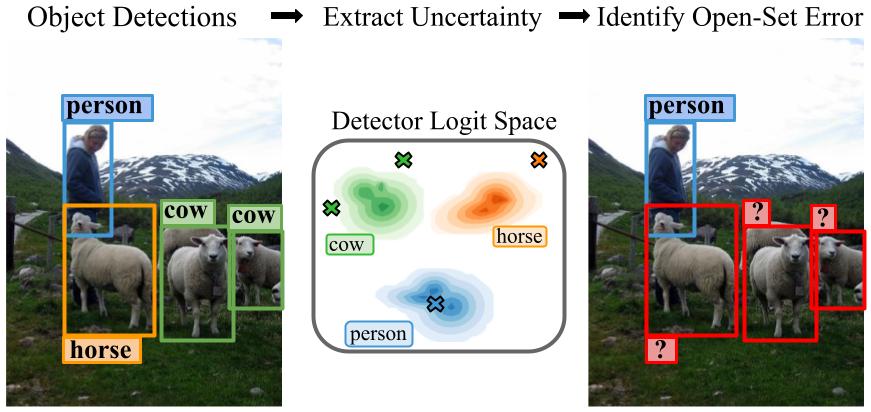 Object Detections
Extract Uncertainty
Identify Open-Set Error
person
cow
cow
horse
Detector Logit Space
cow
horse
person
person
?
?
?